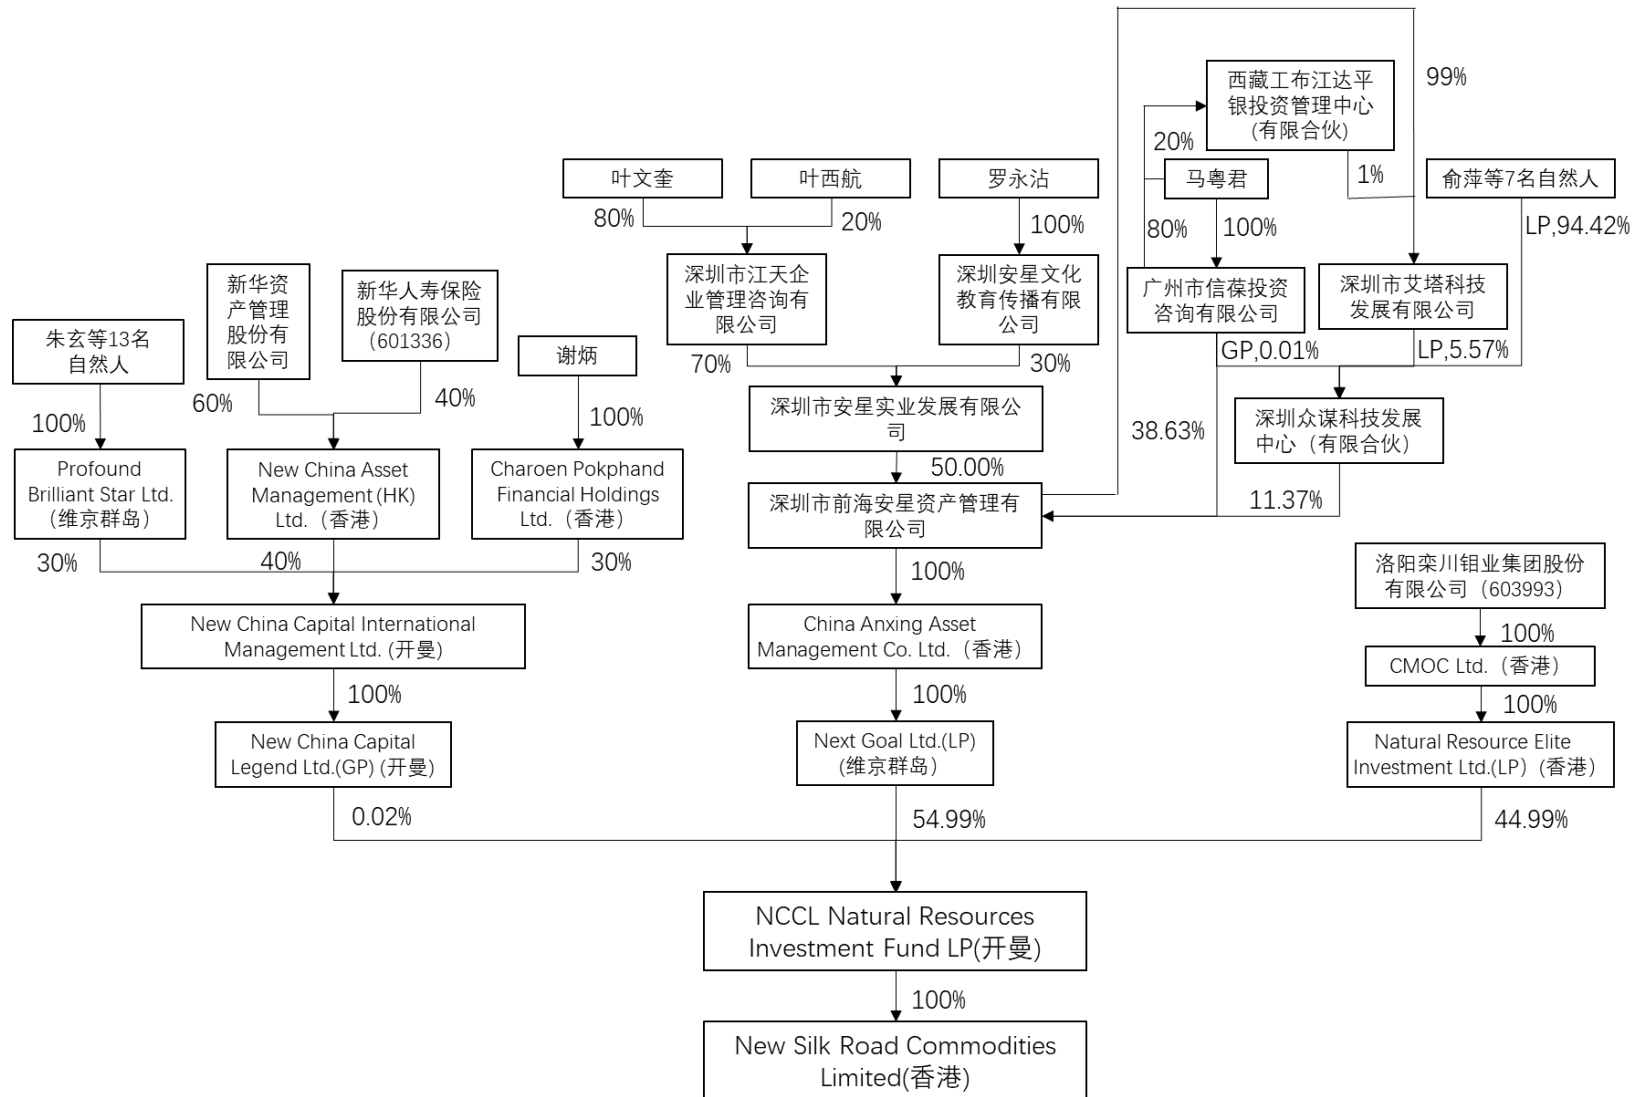 99%
西藏工布江达平
银投资管理中心
(有限合伙)
20%
1%
叶文奎
叶西航
罗永沾
马粤君
俞萍等7名自然人
80%
20%
100%
80%
100%
LP,94.42%
新华资
产管理
股份有
限公司
新华人寿保险
股份有限公司
（601336）
深圳市江天企
业管理咨询有
限公司
深圳安星文化
教育传播有限
公司
广州市信葆投资
咨询有限公司
深圳市艾塔科技
发展有限公司
朱玄等13名
自然人
谢炳
70%
30%
GP,0.01%
LP,5.57%
60%
40%
100%
100%
深圳市安星实业发展有限公
司
38.63%
深圳众谋科技发展
中心（有限合伙）
Profound
Brilliant Star Ltd.
（维京群岛）
New China Asset
Management (HK)
Ltd.（香港）
Charoen Pokphand
Financial Holdings
Ltd.（香港）
50.00%
深圳市前海安星资产管理有
限公司
11.37%
30%
40%
30%
100%
洛阳栾川钼业集团股份
有限公司（603993）
New China Capital International
Management Ltd. (开曼)
China Anxing Asset
Management Co. Ltd.（香港）
100%
CMOC Ltd.（香港）
100%
100%
100%
New China Capital
Legend Ltd.(GP) (开曼)
Next Goal Ltd.(LP)
(维京群岛）
Natural Resource Elite
Investment Ltd.(LP）(香港）
0.02%
54.99%
44.99%
NCCL Natural Resources
Investment Fund LP(开曼)
100%
New Silk Road Commodities
Limited(香港)